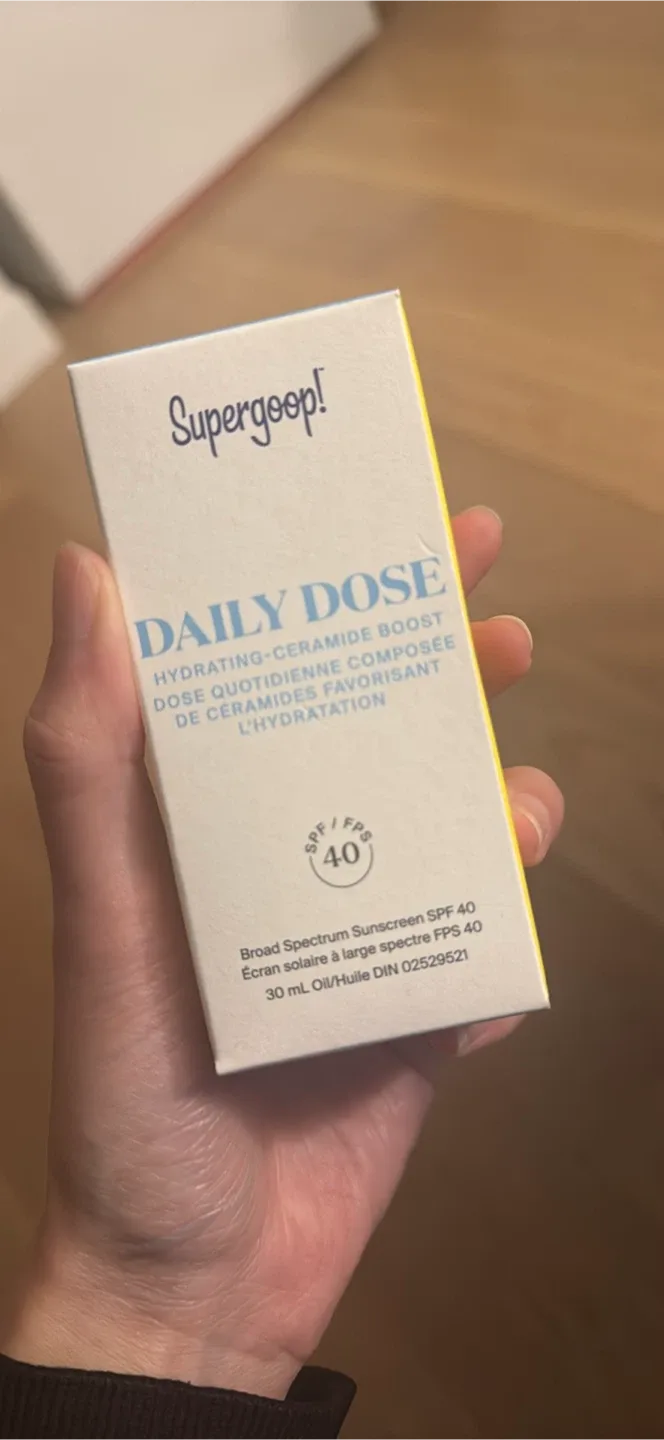 Supergoop!
DAILY DOSE
HYDRATING-CERAMIDE BOOST
DOSE QUOTIDIENNE COMPOSÉE
DE CÉRAMIDES FAVORISANT
L'HYDRATATION
SPF / FPS
40
Broad Spectrum Sunscreen SPF 40
Écran solaire à large spectre FPS 40
30 mL Oil/Huile DIN 02529521